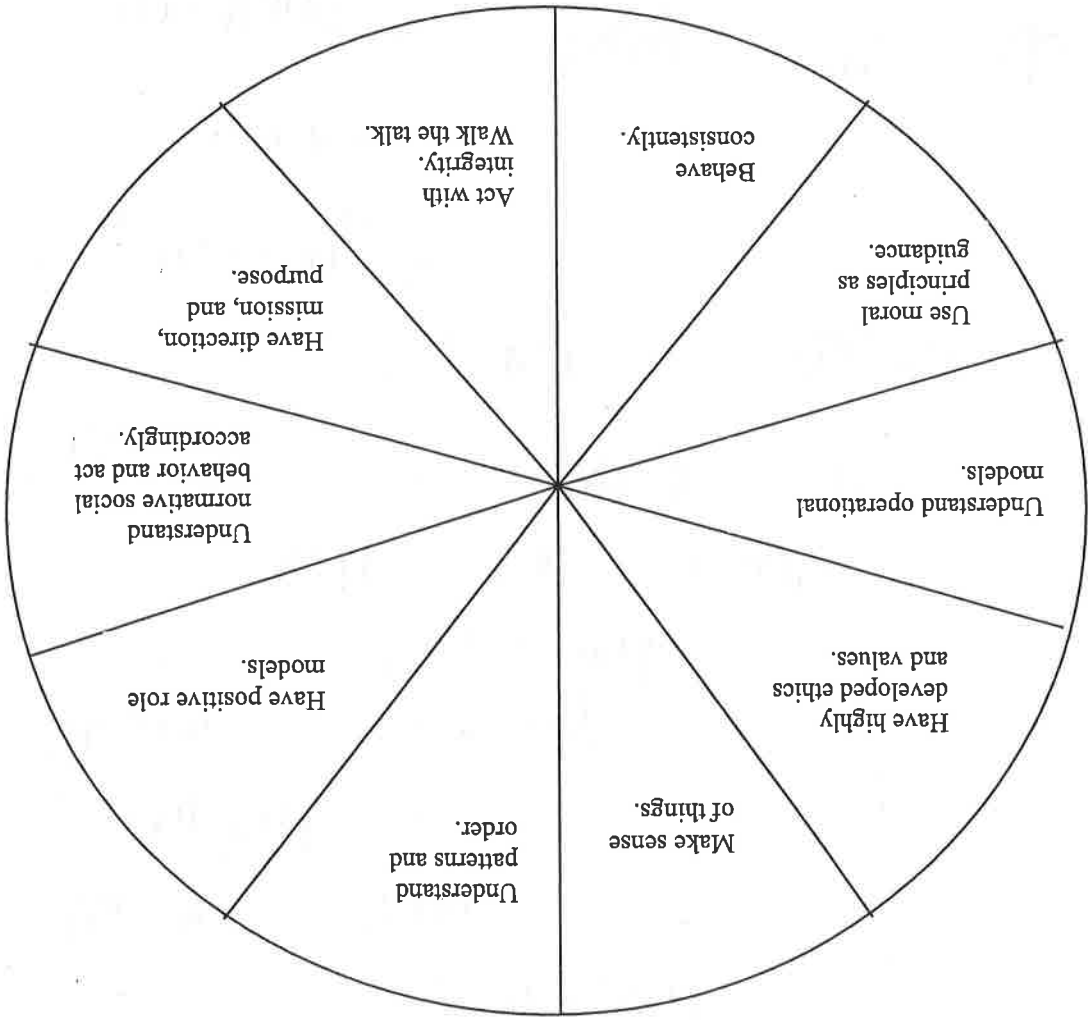 Understand
patterns and
order.
Have positive role
models.
Understand
normative social
behavior and act
accordingly.
Have direction,
mission, and
purpose.
Act with
integrity.
Walk the talk.
Behave
consistently.
Use moral
principles as
guidance.
Understand operational
models.
Have highly
developed ethics
and values.
Make sense
of things.